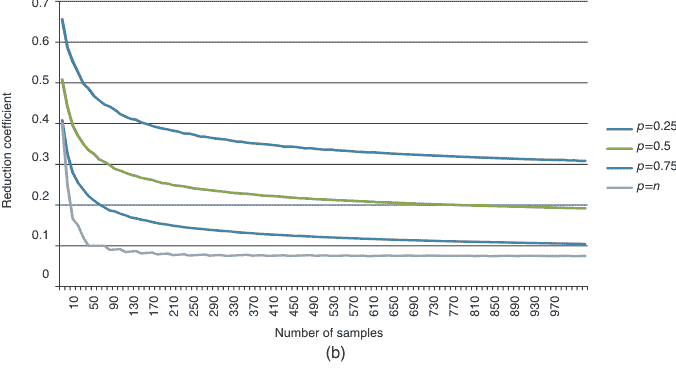 0.7
0.6
0.5
0.4
0.3
0.2
0.1
0
Reduction coefficient
10 50 90 130 170 210 250 290 330 370 410 450 490 530 570 610 650 690 730 770 810 850 890 930 970
Number of samples
(b)
p=0.25
p=0.5
p=0.75
p=n